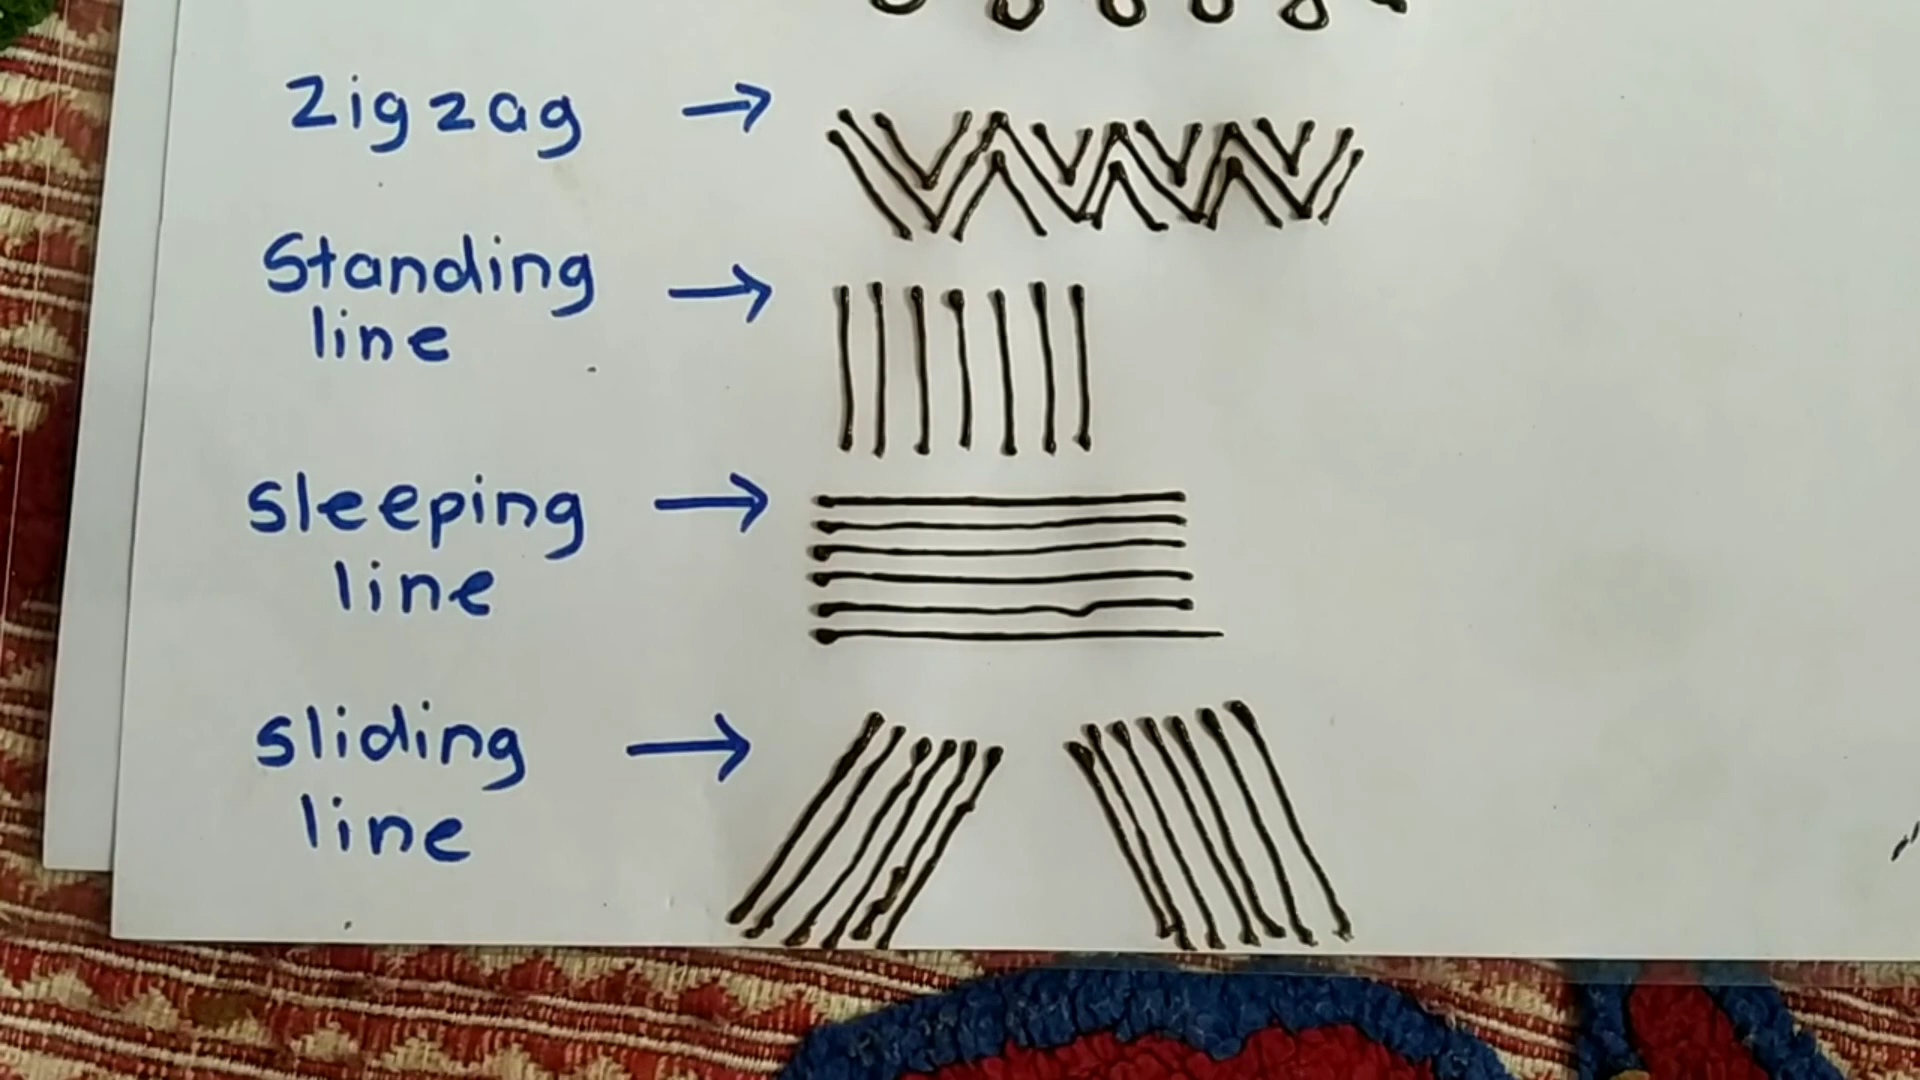 Zigzag
Standing
line
sleeping
line
sliding
line